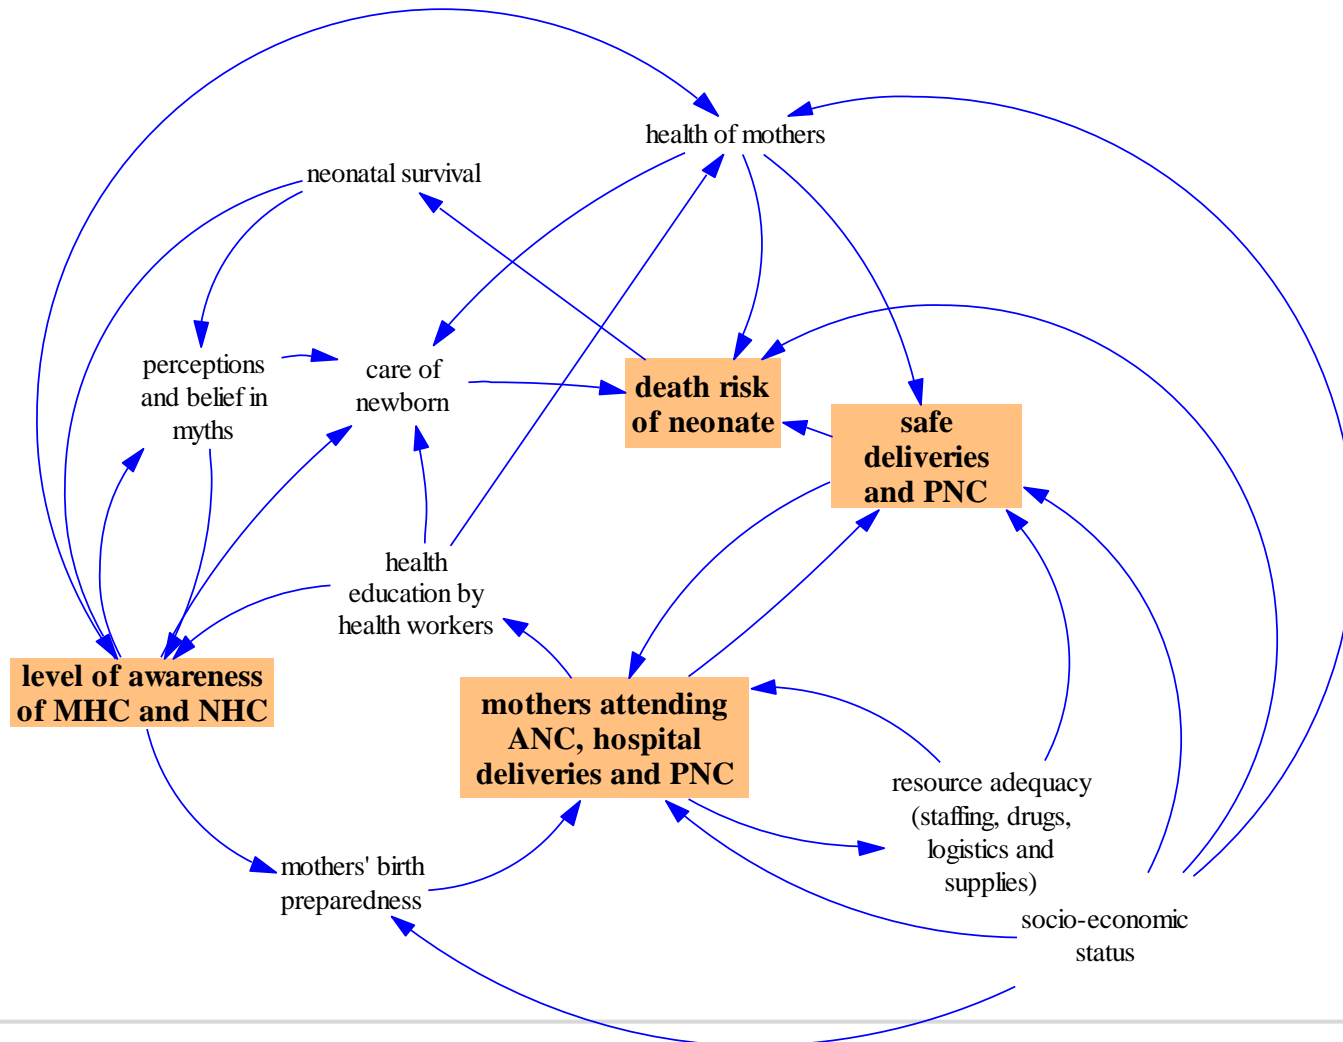 health of mothers
neonatal survival
perceptions
and belief in
myths
care of
newborn
death risk
of neonate
safe
deliveries
and PNC
health
education by
health workers
level of awareness
of MHC and NHC
mothers attending
ANC, hospital
deliveries and PNC
resource adequacy
(staffing, drugs,
logistics and
supplies)
mothers' birth
preparedness
socio-economic
status